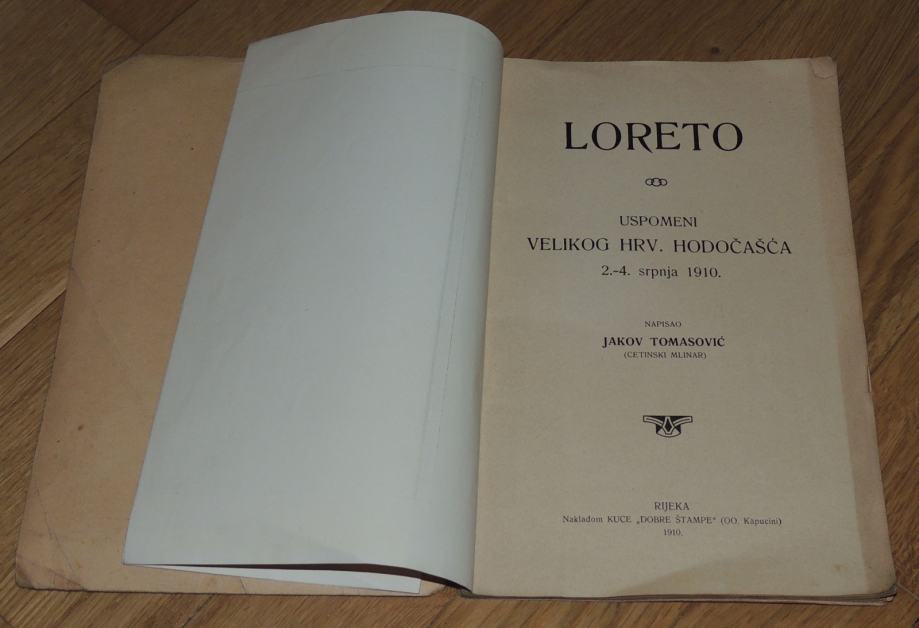 LORETO
USPOMENI
VELIKOG HRV. HODOČAŠĆA
2.-4. srpnja 1910.
NAPISAO
JAKOV TOMASOVIĆ
(CETINSKI MLINAR)
RIJEKA
Nakladom KUCE „DOBRE ŠTAMPE“ (OO. Kapucini)
1910.